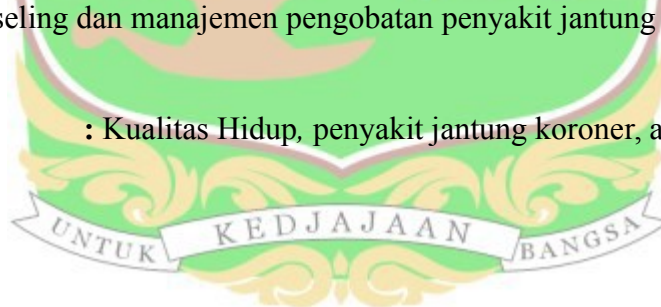 seling dan manajemen pengobatan penyakit jantung
: Kualitas Hidup, penyakit jantung koroner, a
UNTUK KEDJAJAAN BANGSA